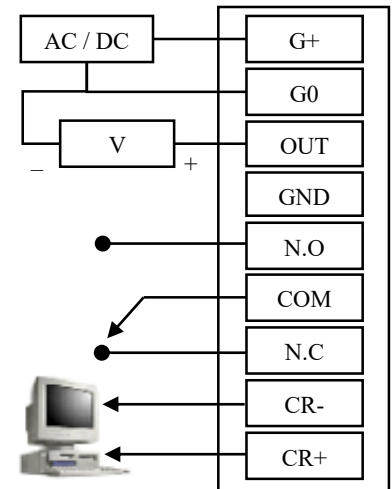 AC / DC
G+
G0
V
OUT
– +
GND
N.O
COM
N.C
CR-
CR+